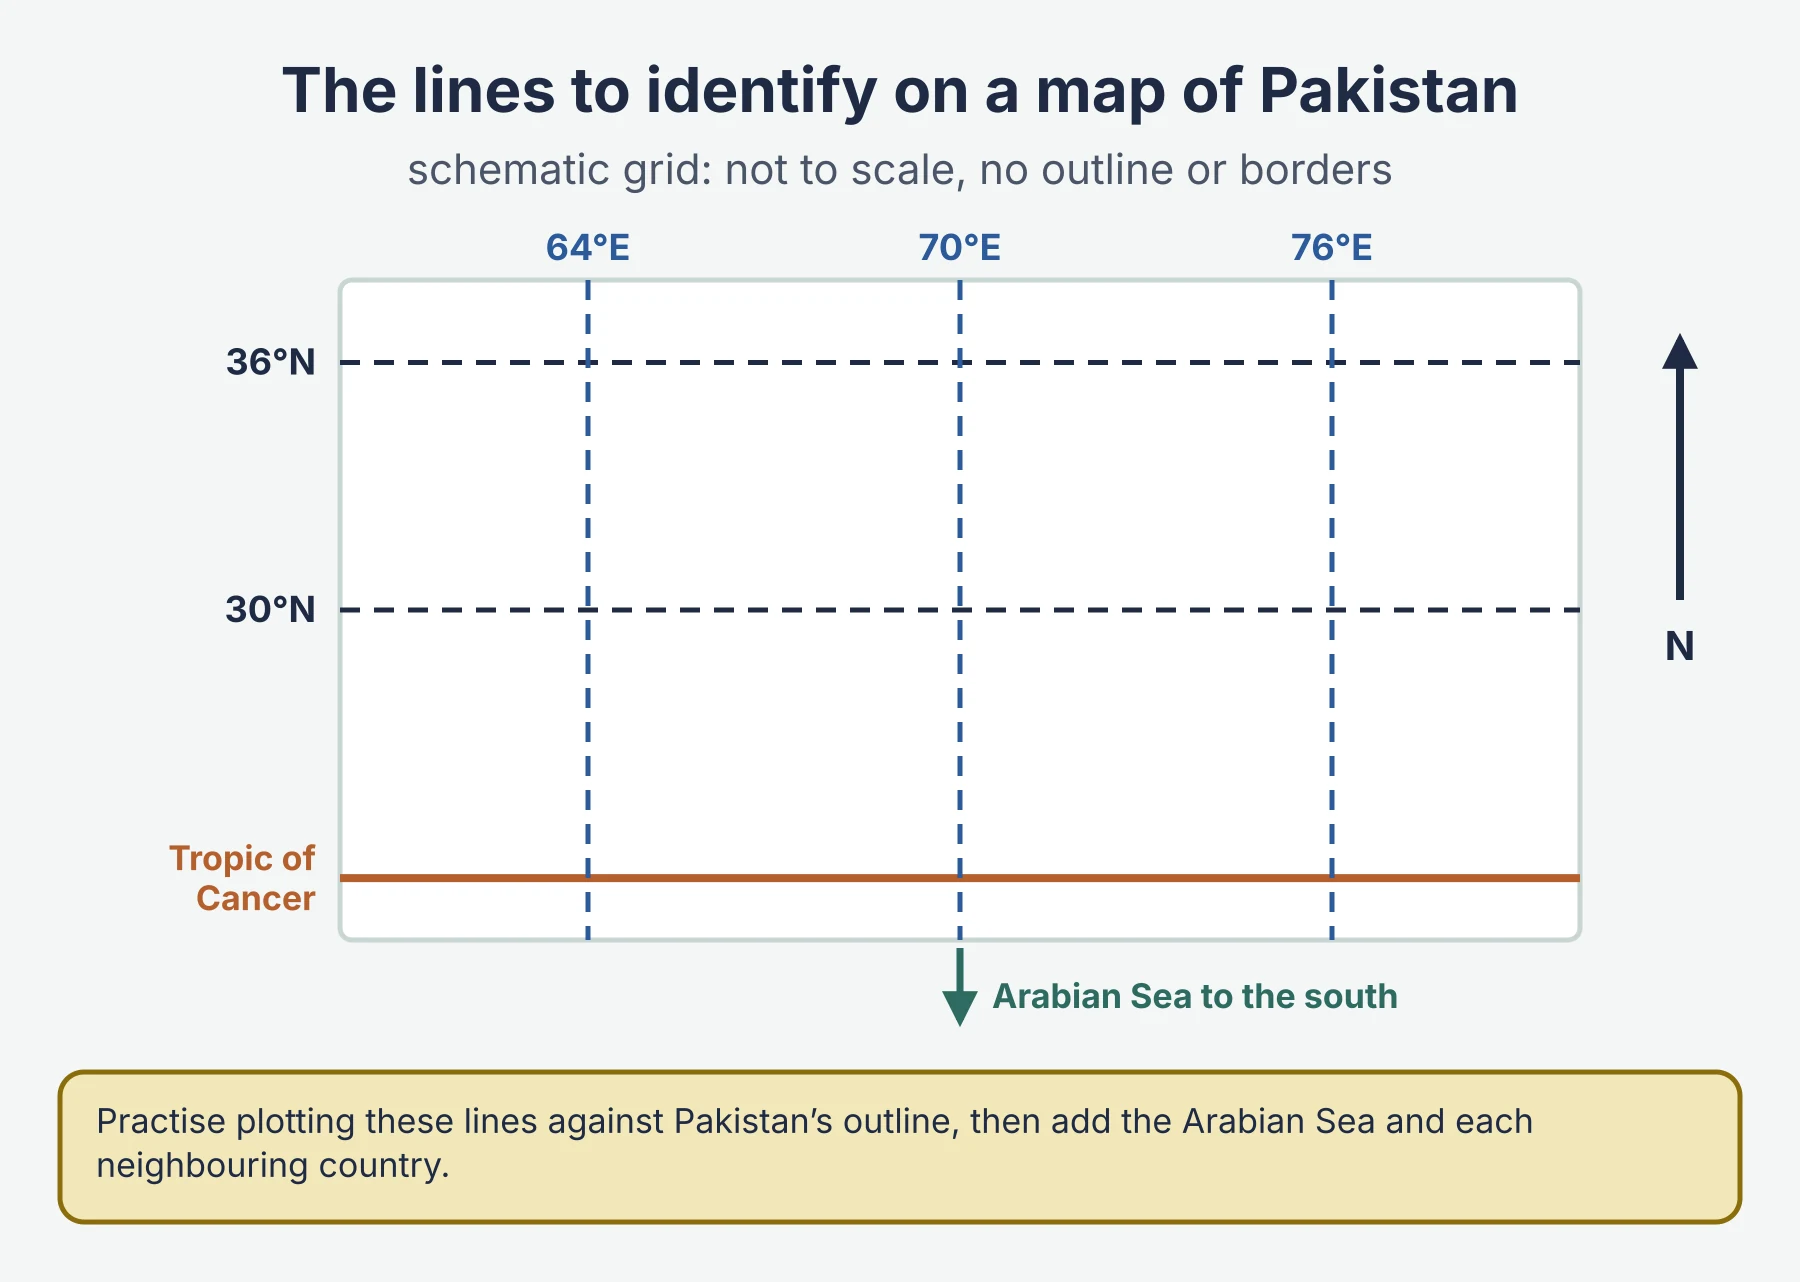 The lines to identify on a map of Pakistan
schematic grid: not to scale, no outline or borders
64°E 70°E 76°E
36°N
30°N
N
Tropic of
Cancer
Arabian Sea to the south
Practise plotting these lines against Pakistan’s outline, then add the Arabian Sea and each
neighbouring country.